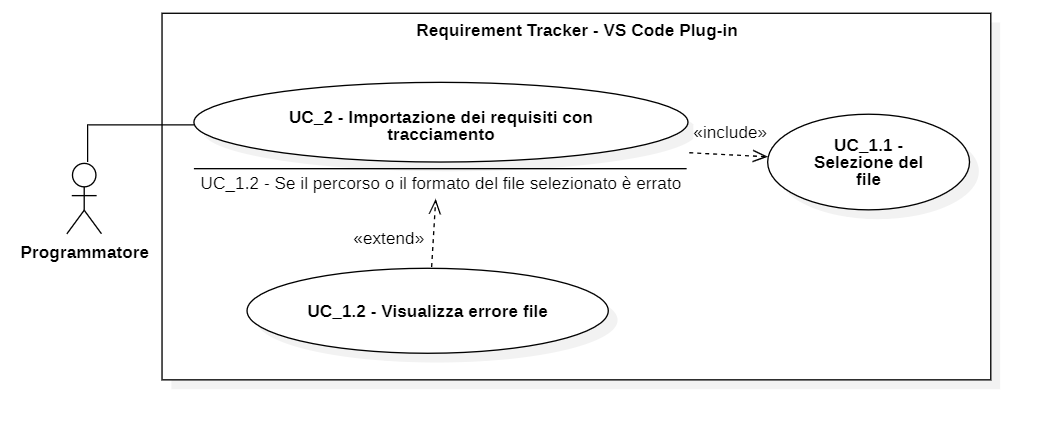 Requirement Tracker - VS Code Plug-in
UC_2 - Importazione dei requisiti con
tracciamento
«include»
UC_1.1 -
Selezione del
file
UC_1.2 - Se il percorso o il formato del file selezionato è errato
«extend»
Programmatore
UC_1.2 - Visualizza errore file